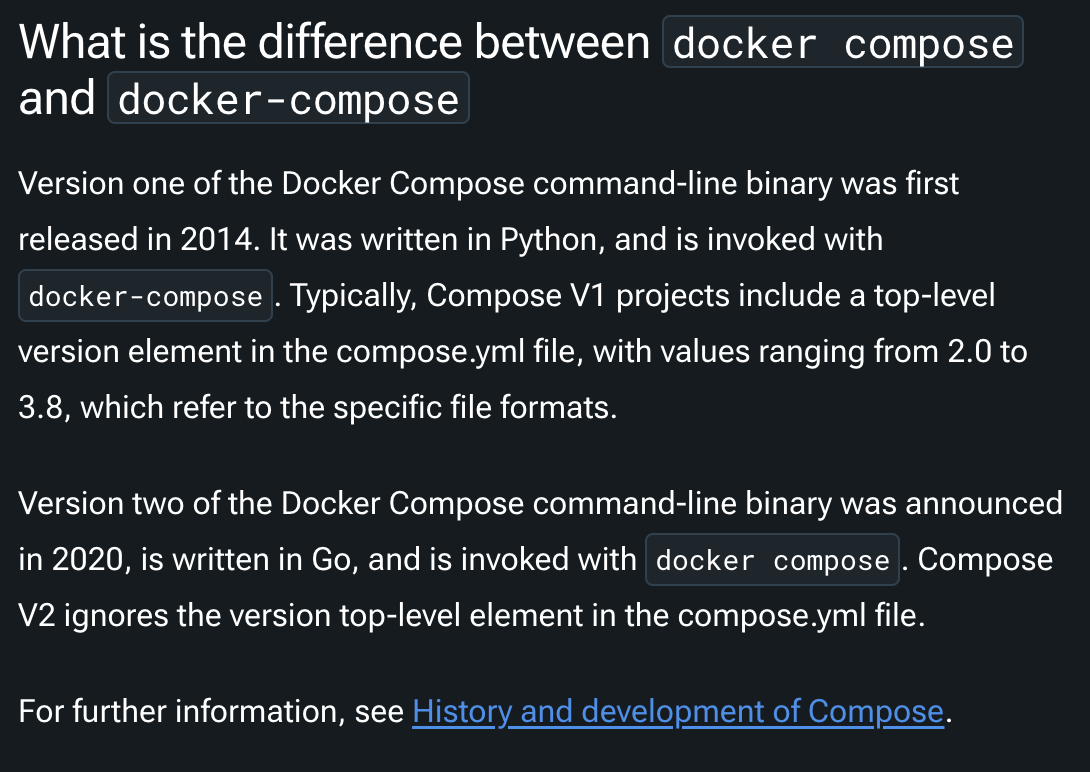 What is the difference between docker compose
and docker-compose
Version one of the Docker Compose command-line binary was first
released in 2014. It was written in Python, and is invoked with
docker-compose. Typically, Compose V1 projects include a top-level
version element in the compose.yml file, with values ranging from 2.0 to
3.8, which refer to the specific file formats.
Version two of the Docker Compose command-line binary was announced
in 2020, is written in Go, and is invoked with docker compose. Compose
V2 ignores the version top-level element in the compose.yml file.
For further information, see History and development of Compose.